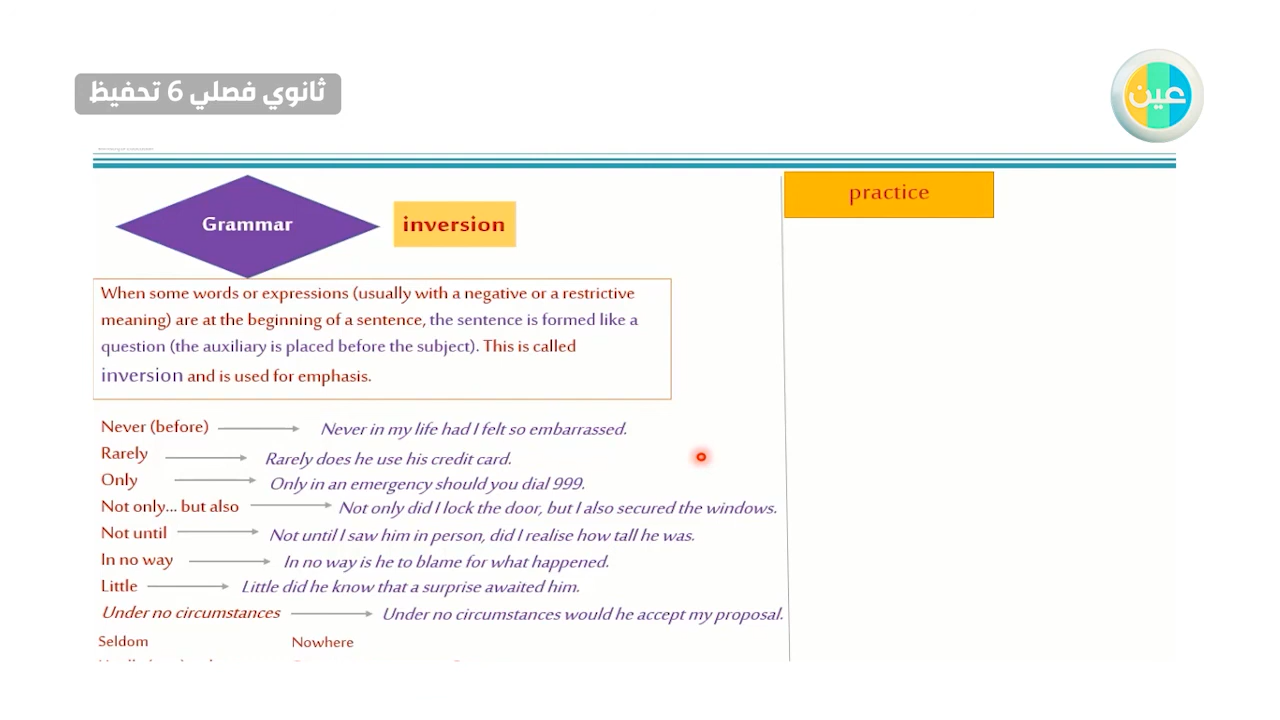 ثانوي فصلي 6 تحفيظ
عين
Grammar
inversion
practice
When some words or expressions (usually with a negative or a restrictive
meaning) are at the beginning of a sentence, the sentence is formed like a
question (the auxiliary is placed before the subject). This is called
inversion and is used for emphasis.
Never (before) Never in my life had I felt so embarrassed.
Rarely Rarely does he use his credit card.
Only Only in an emergency should you dial 999.
Not only... but also Not only did I lock the door, but I also secured the windows.
Not until Not until I saw him in person, did I realise how tall he was.
In no way In no way is he to blame for what happened.
Little Little did he know that a surprise awaited him.
Under no circumstances Under no circumstances would he accept my proposal.
Seldom Nowhere